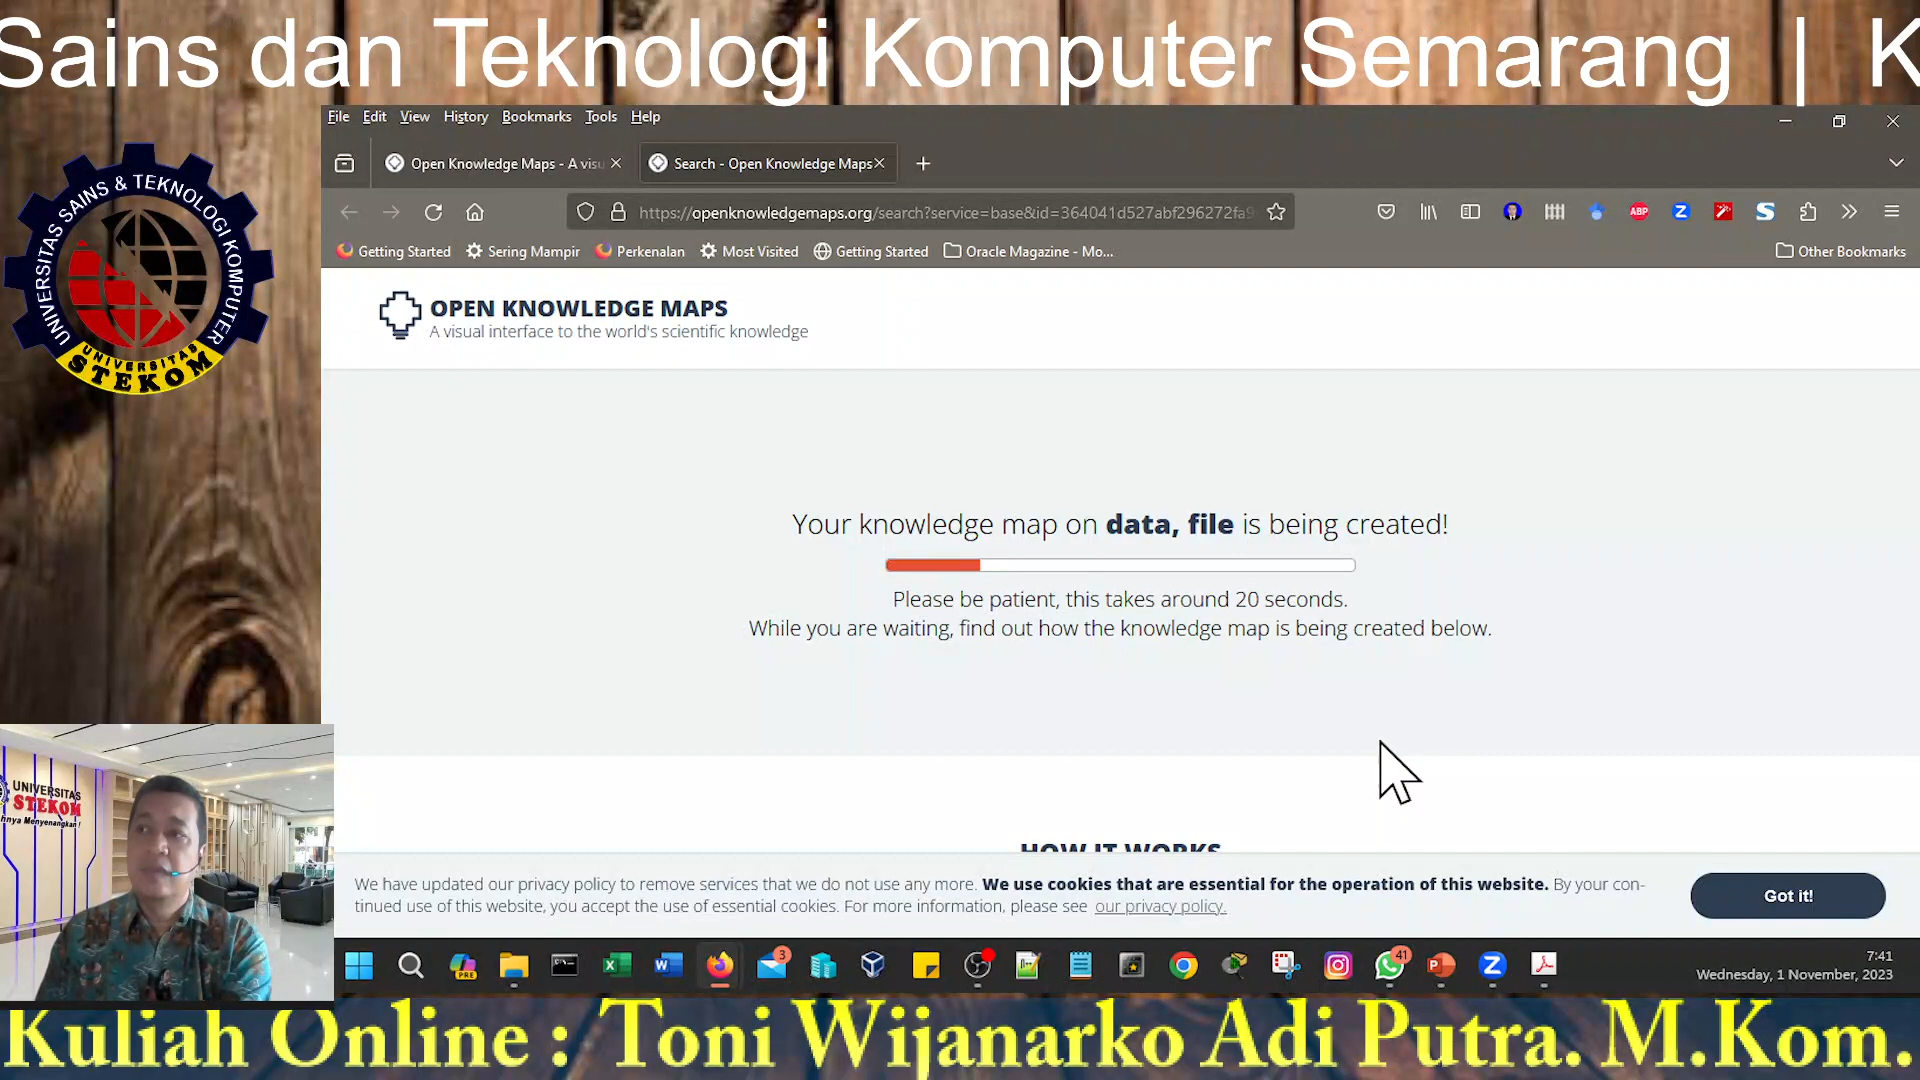 Sains dan Teknologi Komputer Semarang | K
File Edit View History Bookmarks Tools Help
Open Knowledge Maps - A visu
Search - Open Knowledge Maps
https://openknowledgemaps.org/search?service=base&id=364041d527abf296272fa9
ABP
Getting Started
Sering Mampir
Perkenalan
Most Visited
Getting Started
Oracle Magazine - Mo...
Other Bookmarks
UNIVERSITAS SAINS & TEKNOLOGI KOMPUTER
UNIVERSITAS
STEKOM
OPEN KNOWLEDGE MAPS
A visual interface to the world's scientific knowledge
Your knowledge map on data, file is being created!
Please be patient, this takes around 20 seconds.
While you are waiting, find out how the knowledge map is being created below.
HOW IT WORKS
We have updated our privacy policy to remove services that we do not use any more. We use cookies that are essential for the operation of this website. By your con-
tinued use of this website, you accept the use of essential cookies. For more information, please see our privacy policy.
Got it!
UNIVERSITAS
STEKOM
hnya Menyenangkan!
PRE
3
41
7:41
Wednesday, 1 November, 2023
Kuliah Online : Toni Wijanarko Adi Putra. M.Kom.